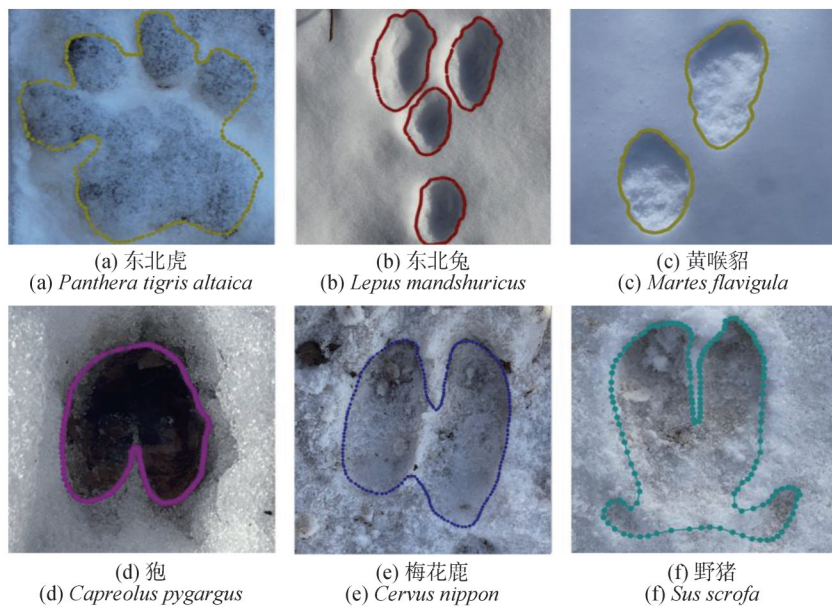 (a) 东北虎
(a) Panthera tigris altaica
(b) 东北兔
(b) Lepus mandshuricus
(c) 黄喉貂
(c) Martes flavigula
(d) 狍
(d) Capreolus pygargus
(e) 梅花鹿
(e) Cervus nippon
(f) 野猪
(f) Sus scrofa